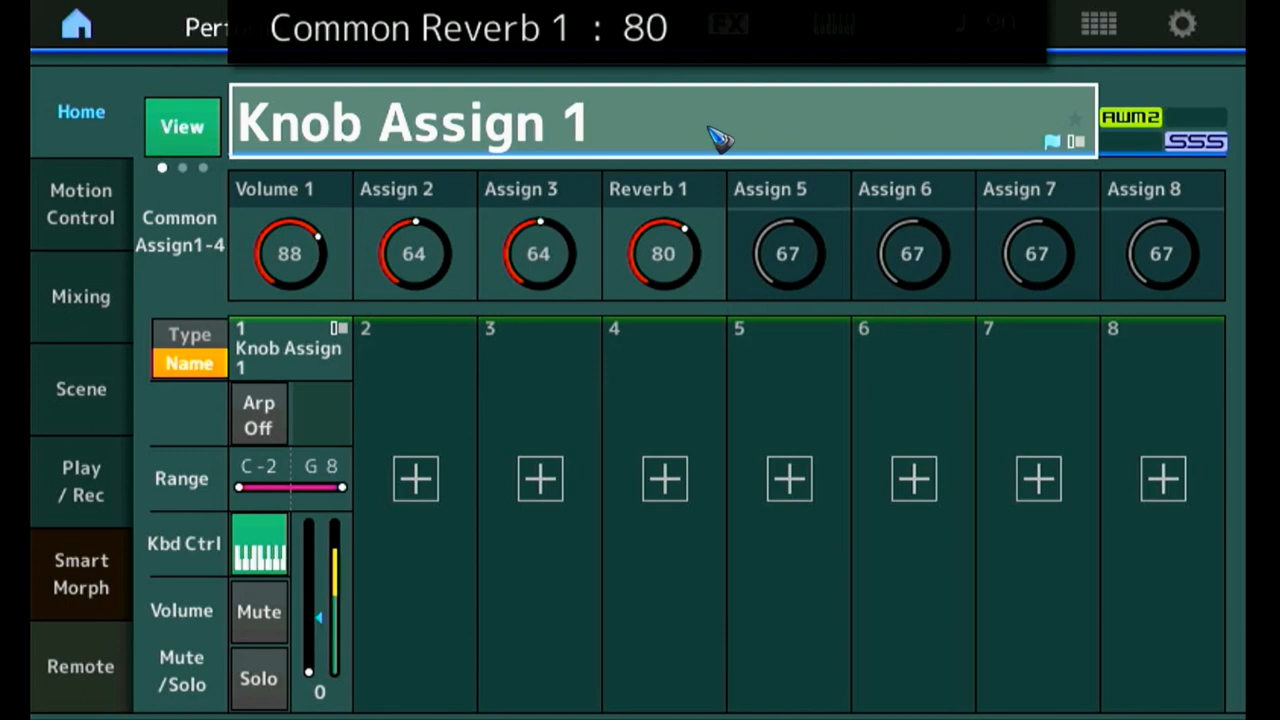 Common Reverb 1 : 80
Per
FX
90
Home
View
Knob Assign 1
AWM2
SSS
Motion
Control
Common
Assign1-4
Volume 1
Assign 2
Assign 3
Reverb 1
Assign 5
Assign 6
Assign 7
Assign 8
88
64
64
80
67
67
67
67
Mixing
Type
Name
1
Knob Assign
1
2
3
4
5
6
7
8
Scene
Arp
Off
Play
/ Rec
Range
C -2
G 8
Smart
Morph
Kbd Ctrl
Volume
Mute
Remote
Mute
/Solo
Solo
0